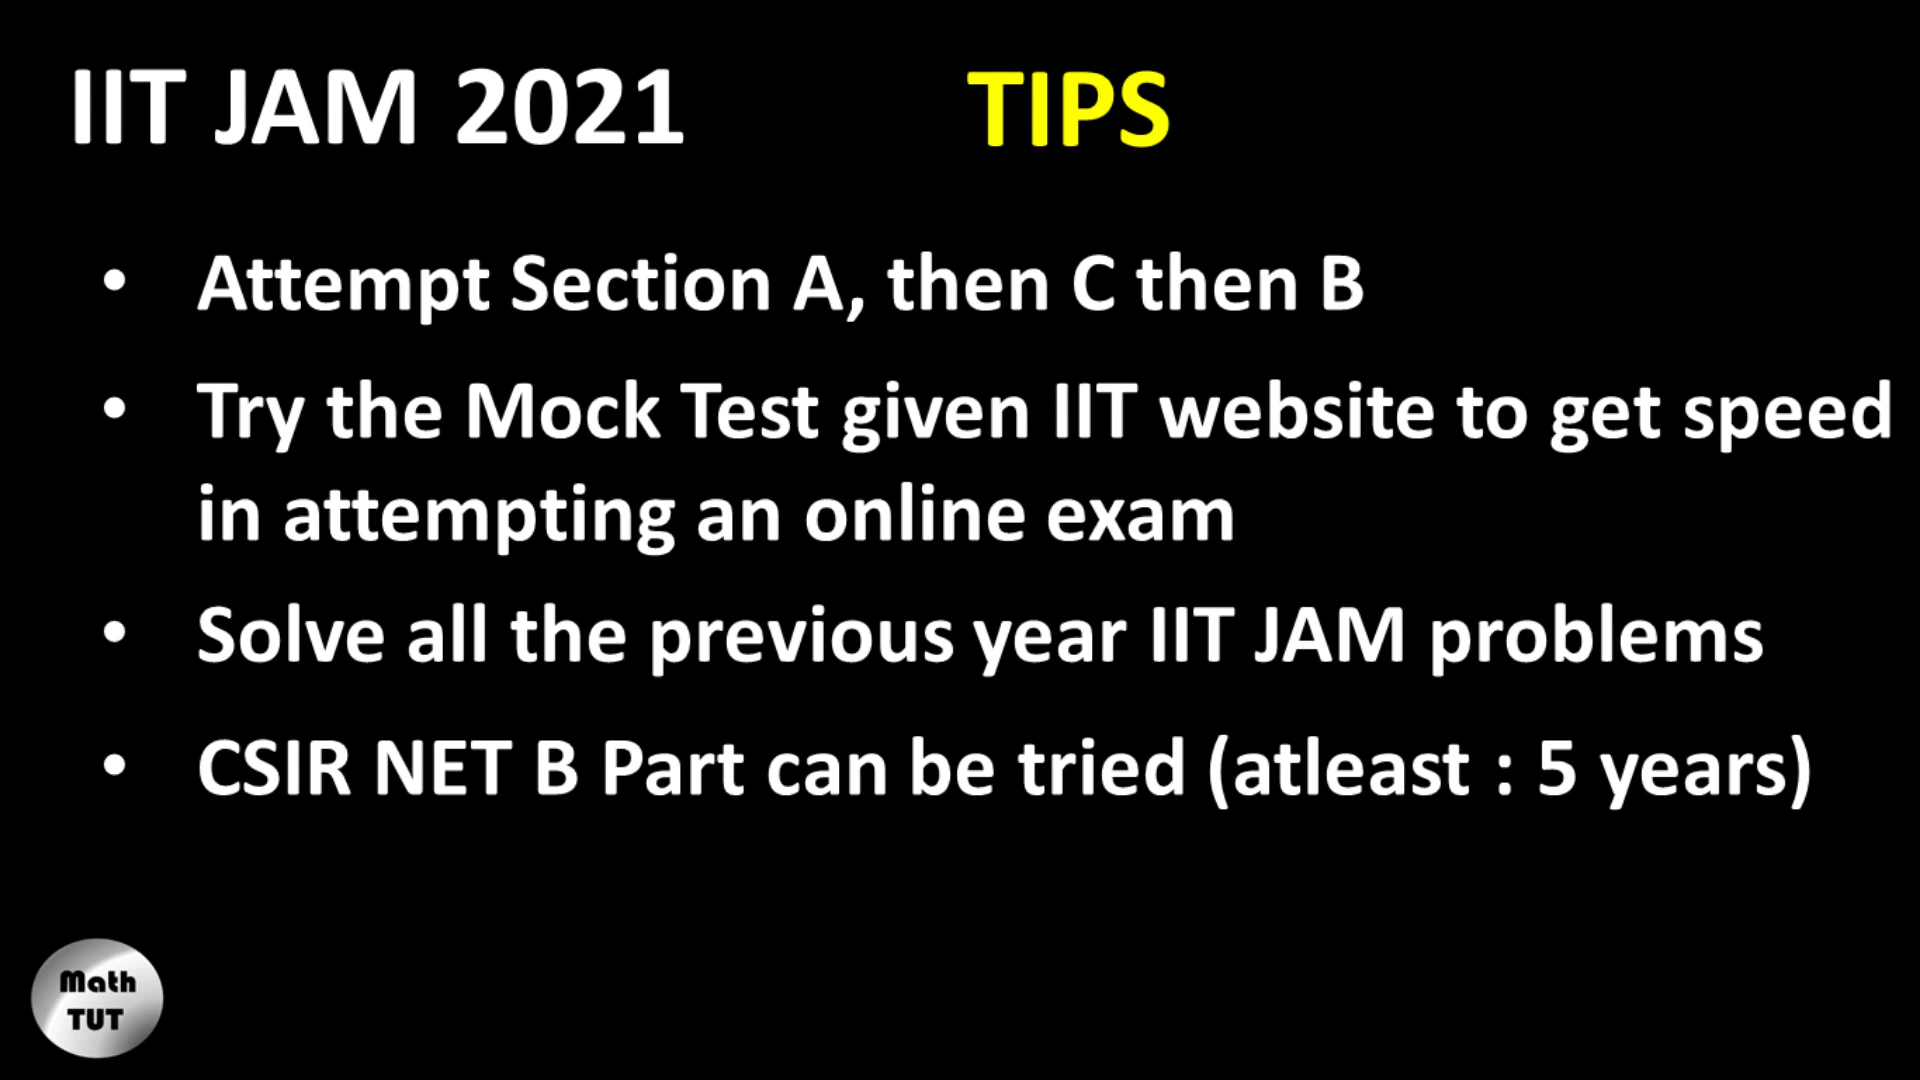 IIT JAM 2021 TIPS
• Attempt Section A, then C then B
• Try the Mock Test given IIT website to get speed
in attempting an online exam
• Solve all the previous year IIT JAM problems
• CSIR NET B Part can be tried (atleast : 5 years)
Math
TUT